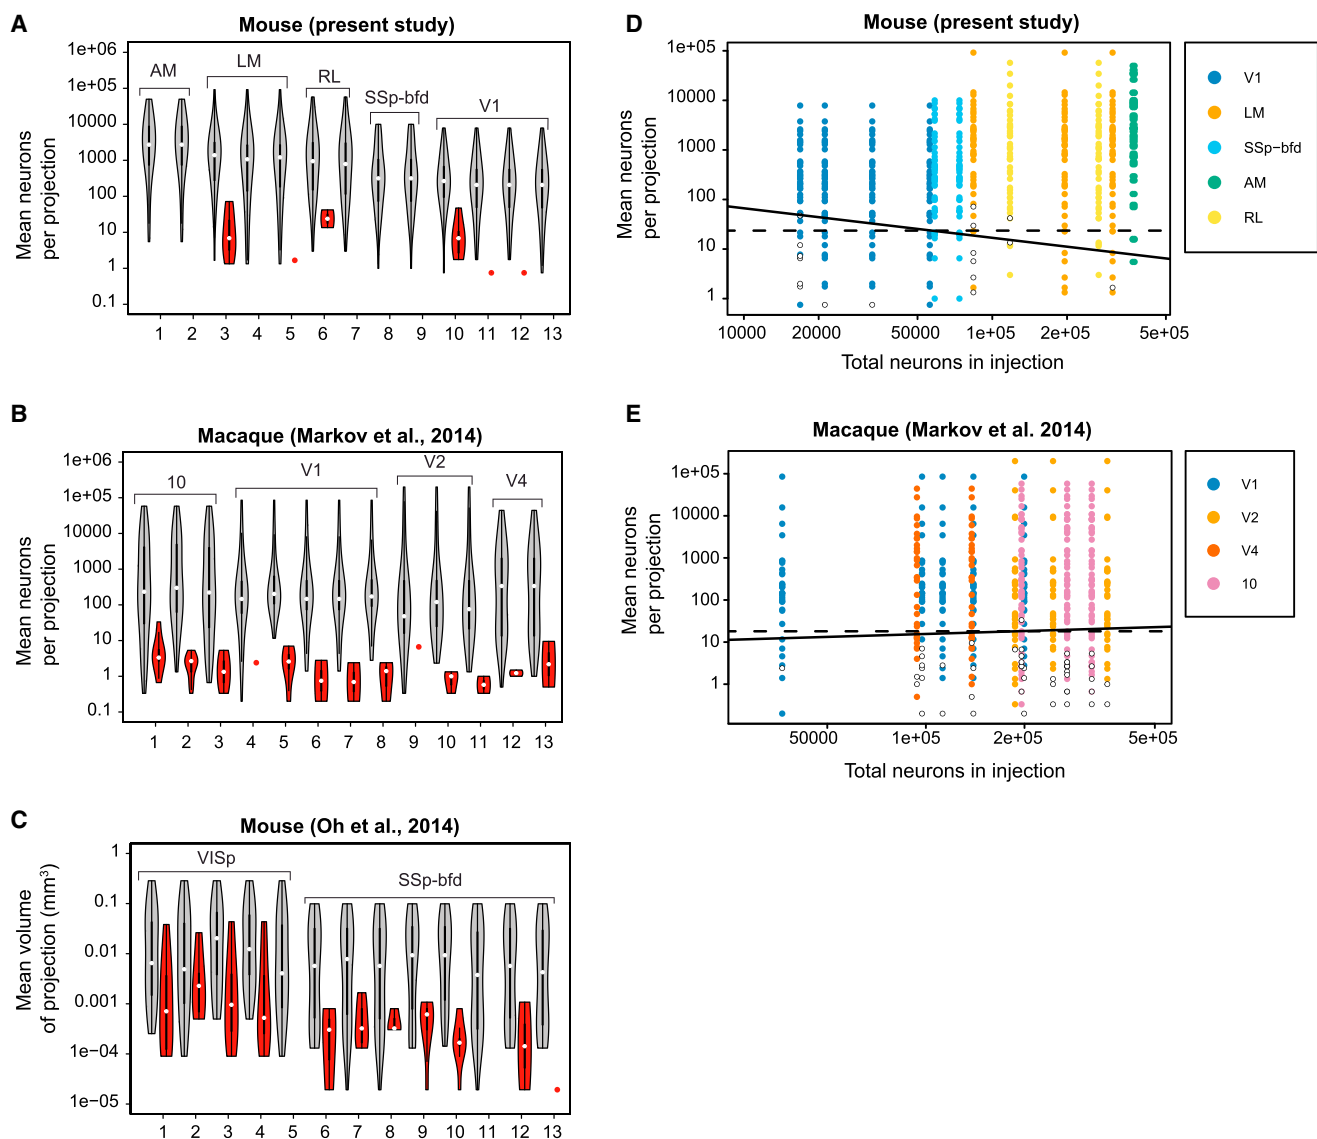 A
Mouse (present study)
Mean neurons
per projection
1e+06
1e+05
10000
1000
100
10
1
0.1
AM
LM
RL
SSp-bfd
V1
1 2 3 4 5 6 7 8 9 10 11 12 13
B
Macaque (Markov et al., 2014)
Mean neurons
per projection
1e+06
1e+05
10000
1000
100
10
1
0.1
10
V1
V2
V4
1 2 3 4 5 6 7 8 9 10 11 12 13
C
Mouse (Oh et al., 2014)
Mean volume
of projection (mm³)
1
0.1
0.01
0.001
1e−04
1e−05
VISp
SSp-bfd
1 2 3 4 5 6 7 8 9 10 11 12 13
D
Mouse (present study)
Mean neurons
per projection
1e+05
10000
1000
100
10
1
10000 20000 50000 1e+05 2e+05 5e+05
Total neurons in injection
V1
LM
SSp−bfd
AM
RL
E
Macaque (Markov et al. 2014)
Mean neurons
per projection
1e+05
10000
1000
100
10
1
50000 1e+05 2e+05 5e+05
Total neurons in injection
V1
V2
V4
10